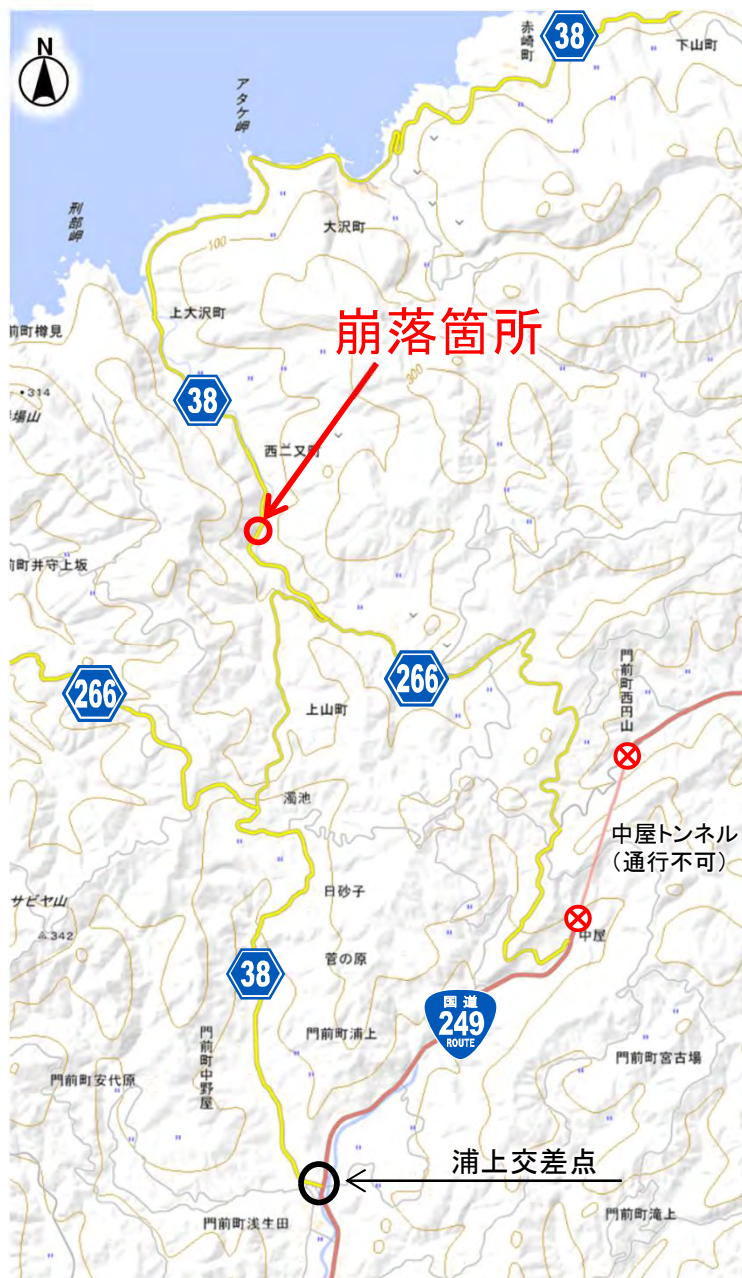 N
38
赤崎町
下山町
アタケ岬
刑部岬
100
大沢町
上大沢町
前町樽見
崩落箇所
300
•314
場山
38
西二又町
前町井守上坂
266
266
門前町西円山
上山町
濁池
中屋トンネル
(通行不可)
日砂子
サビヤ山
342
中屋
菅の原
38
国道
249
ROUTE
門前町浦上
門前町中野屋
門前町宮古場
門前町安代原
浦上交差点
門前町浅生田
門前町滝上